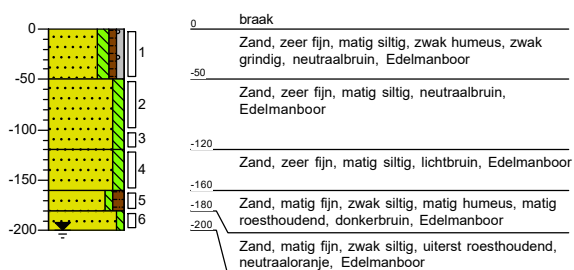 0
-50
-100
-150
-200
1
2
3
4
5
6
0
braak
Zand, zeer fijn, matig siltig, zwak humeus, zwak
grindig, neutraalbruin, Edelmanboor
-50
Zand, zeer fijn, matig siltig, neutraalbruin,
Edelmanboor
-120
Zand, zeer fijn, matig siltig, lichtbruin, Edelmanboor
-160
Zand, matig fijn, zwak siltig, matig humeus, matig
roesthoudend, donkerbruin, Edelmanboor
-180
-200
Zand, matig fijn, zwak siltig, uiterst roesthoudend,
neutraaloranje, Edelmanboor